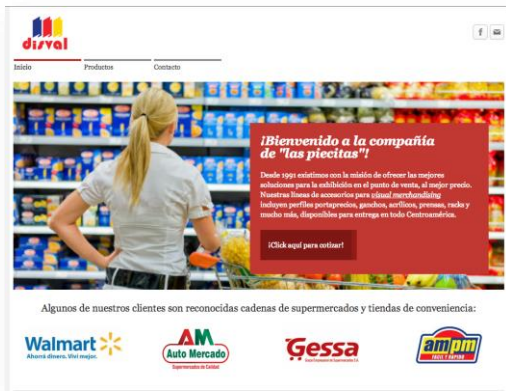 disval
Inicio Productos Contacto
¡Bienvenido a la compañía
de "las piecitas"!
Desde 1991 existimos con la misión de ofrecer las mejores
soluciones para la exhibición en el punto de venta, al mejor precio.
Nuestras líneas de accesorios para visual merchandising
incluyen perfiles portaprecios, ganchos, acrílicos, prensas, racks y
mucho más, disponibles para entrega en todo Centroamérica.
¡Click aquí para cotizar!
Algunos de nuestros clientes son reconocidas cadenas de supermercados y tiendas de conveniencia:
Walmart
Ahorrá dinero. Viví mejor.
AM
Auto Mercado
Supermercados de Calidad
Gessa
ampm
FACIL Y RAPIDO